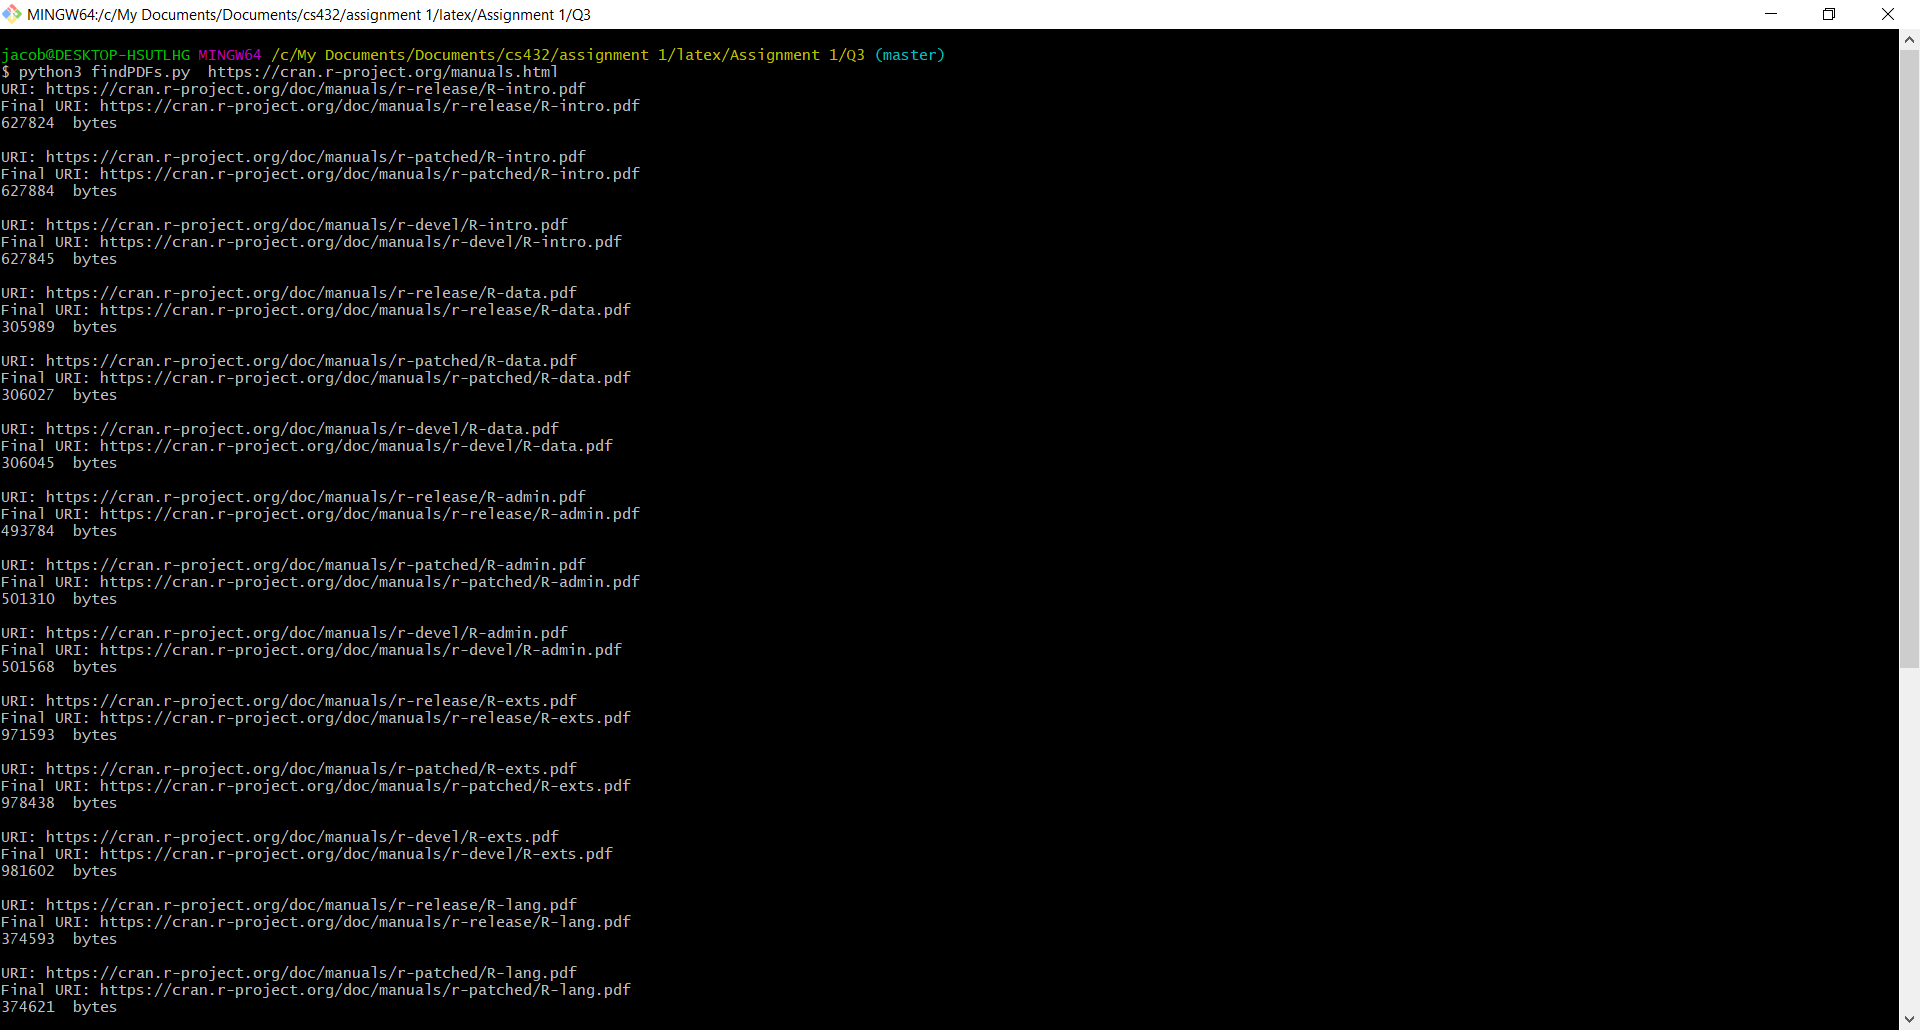 MINGW64:/c/My Documents/Documents/cs432/assignment 1/latex/Assignment 1/Q3
jacob@DESKTOP-HSUTLHG MINGW64 /c/My Documents/Documents/cs432/assignment 1/latex/Assignment 1/Q3 (master)
$ python3 findPDFs.py  https://cran.r-project.org/manuals.html
URI: https://cran.r-project.org/doc/manuals/r-release/R-intro.pdf
Final URI: https://cran.r-project.org/doc/manuals/r-release/R-intro.pdf
627824  bytes
URI: https://cran.r-project.org/doc/manuals/r-patched/R-intro.pdf
Final URI: https://cran.r-project.org/doc/manuals/r-patched/R-intro.pdf
627884  bytes
URI: https://cran.r-project.org/doc/manuals/r-devel/R-intro.pdf
Final URI: https://cran.r-project.org/doc/manuals/r-devel/R-intro.pdf
627845  bytes
URI: https://cran.r-project.org/doc/manuals/r-release/R-data.pdf
Final URI: https://cran.r-project.org/doc/manuals/r-release/R-data.pdf
305989  bytes
URI: https://cran.r-project.org/doc/manuals/r-patched/R-data.pdf
Final URI: https://cran.r-project.org/doc/manuals/r-patched/R-data.pdf
306027  bytes
URI: https://cran.r-project.org/doc/manuals/r-devel/R-data.pdf
Final URI: https://cran.r-project.org/doc/manuals/r-devel/R-data.pdf
306045  bytes
URI: https://cran.r-project.org/doc/manuals/r-release/R-admin.pdf
Final URI: https://cran.r-project.org/doc/manuals/r-release/R-admin.pdf
493784  bytes
URI: https://cran.r-project.org/doc/manuals/r-patched/R-admin.pdf
Final URI: https://cran.r-project.org/doc/manuals/r-patched/R-admin.pdf
501310  bytes
URI: https://cran.r-project.org/doc/manuals/r-devel/R-admin.pdf
Final URI: https://cran.r-project.org/doc/manuals/r-devel/R-admin.pdf
501568  bytes
URI: https://cran.r-project.org/doc/manuals/r-release/R-exts.pdf
Final URI: https://cran.r-project.org/doc/manuals/r-release/R-exts.pdf
971593  bytes
URI: https://cran.r-project.org/doc/manuals/r-patched/R-exts.pdf
Final URI: https://cran.r-project.org/doc/manuals/r-patched/R-exts.pdf
978438  bytes
URI: https://cran.r-project.org/doc/manuals/r-devel/R-exts.pdf
Final URI: https://cran.r-project.org/doc/manuals/r-devel/R-exts.pdf
981602  bytes
URI: https://cran.r-project.org/doc/manuals/r-release/R-lang.pdf
Final URI: https://cran.r-project.org/doc/manuals/r-release/R-lang.pdf
374593  bytes
URI: https://cran.r-project.org/doc/manuals/r-patched/R-lang.pdf
Final URI: https://cran.r-project.org/doc/manuals/r-patched/R-lang.pdf
374621  bytes